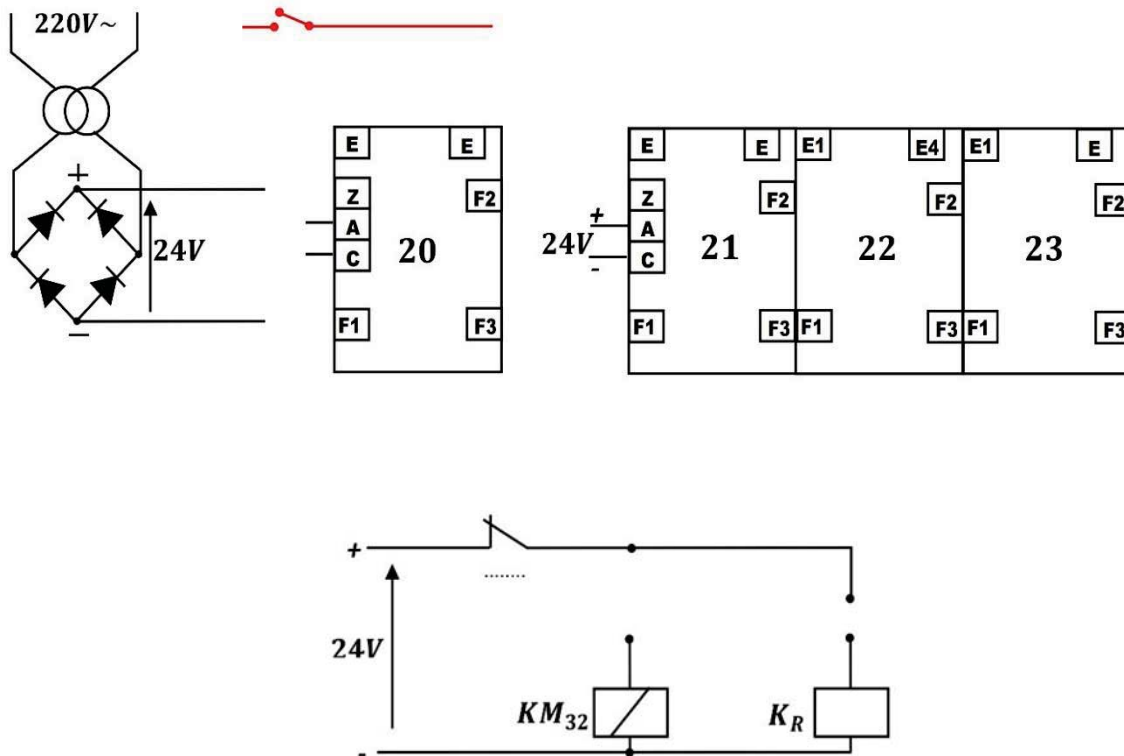 220V~
+
24V
−
E E
Z F2
A
C
20
F1 F3
E E E1 E4 E1 E
Z F2 F2 F2
+
A
24V
C
-
21 22 23
F1 F3 F1 F3 F1 F3
+
........
24V
KM32 KR
-